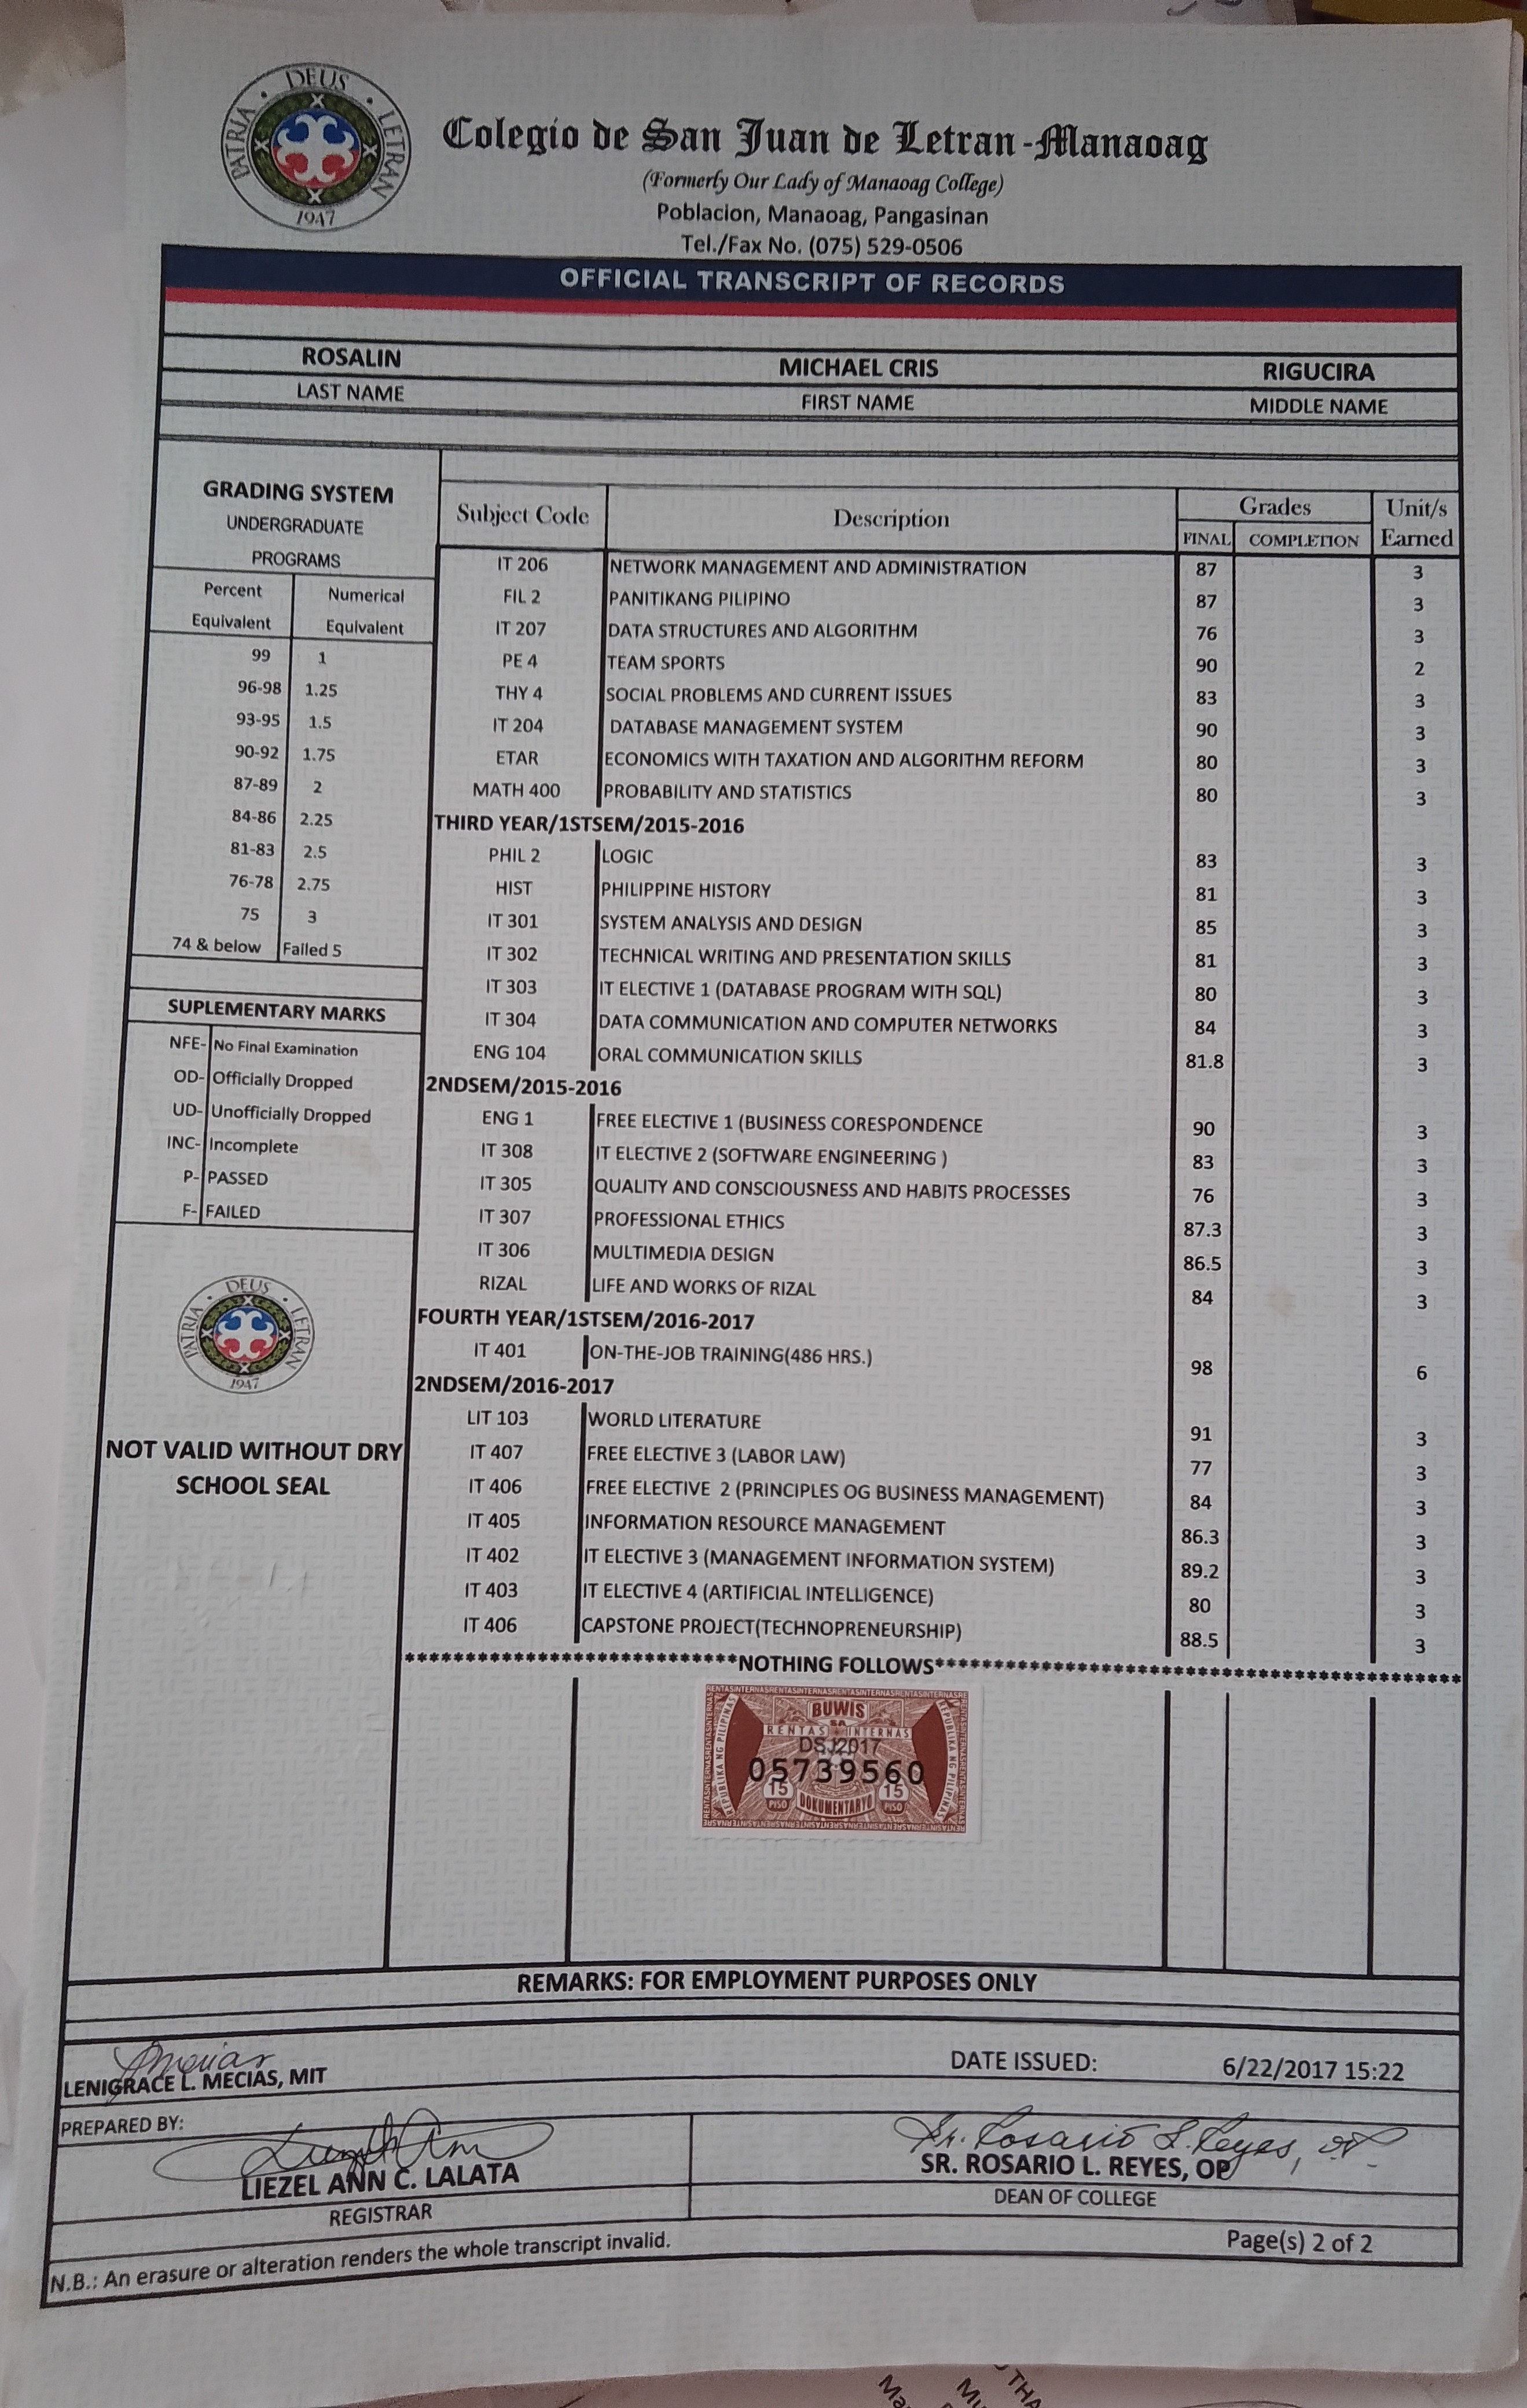 DEUS • LETRAN • PATRIA • 1947
Colegio de San Juan de Letran-Manaoag
(Formerly Our Lady of Manaoag College)
Poblacion, Manaoag, Pangasinan
Tel./Fax No. (075) 529-0506
OFFICIAL TRANSCRIPT OF RECORDS
ROSALIN MICHAEL CRIS RIGUCIRA
LAST NAME FIRST NAME MIDDLE NAME
GRADING SYSTEM
UNDERGRADUATE
PROGRAMS
Percent Numerical
Equivalent Equivalent
99 1
96-98 1.25
93-95 1.5
90-92 1.75
87-89 2
84-86 2.25
81-83 2.5
76-78 2.75
75 3
74 & below Failed 5
SUPLEMENTARY MARKS
NFE- No Final Examination
OD- Officially Dropped
UD- Unofficially Dropped
INC- Incomplete
P- PASSED
F- FAILED
DEUS • LETRAN • PATRIA • 1947
NOT VALID WITHOUT DRY
SCHOOL SEAL
Subject Code Description Grades Unit/s
FINAL COMPLETION Earned
IT 206 NETWORK MANAGEMENT AND ADMINISTRATION 87 3
FIL 2 PANITIKANG PILIPINO 87 3
IT 207 DATA STRUCTURES AND ALGORITHM 76 3
PE 4 TEAM SPORTS 90 2
THY 4 SOCIAL PROBLEMS AND CURRENT ISSUES 83 3
IT 204 DATABASE MANAGEMENT SYSTEM 90 3
ETAR ECONOMICS WITH TAXATION AND ALGORITHM REFORM 80 3
MATH 400 PROBABILITY AND STATISTICS 80 3
THIRD YEAR/1STSEM/2015-2016
PHIL 2 LOGIC 83 3
HIST PHILIPPINE HISTORY 81 3
IT 301 SYSTEM ANALYSIS AND DESIGN 85 3
IT 302 TECHNICAL WRITING AND PRESENTATION SKILLS 81 3
IT 303 IT ELECTIVE 1 (DATABASE PROGRAM WITH SQL) 80 3
IT 304 DATA COMMUNICATION AND COMPUTER NETWORKS 84 3
ENG 104 ORAL COMMUNICATION SKILLS 81.8 3
2NDSEM/2015-2016
ENG 1 FREE ELECTIVE 1 (BUSINESS CORESPONDENCE 90 3
IT 308 IT ELECTIVE 2 (SOFTWARE ENGINEERING ) 83 3
IT 305 QUALITY AND CONSCIOUSNESS AND HABITS PROCESSES 76 3
IT 307 PROFESSIONAL ETHICS 87.3 3
IT 306 MULTIMEDIA DESIGN 86.5 3
RIZAL LIFE AND WORKS OF RIZAL 84 3
FOURTH YEAR/1STSEM/2016-2017
IT 401 ON-THE-JOB TRAINING(486 HRS.) 98 6
2NDSEM/2016-2017
LIT 103 WORLD LITERATURE 91 3
IT 407 FREE ELECTIVE 3 (LABOR LAW) 77 3
IT 406 FREE ELECTIVE 2 (PRINCIPLES OG BUSINESS MANAGEMENT) 84 3
IT 405 INFORMATION RESOURCE MANAGEMENT 86.3 3
IT 402 IT ELECTIVE 3 (MANAGEMENT INFORMATION SYSTEM) 89.2 3
IT 403 IT ELECTIVE 4 (ARTIFICIAL INTELLIGENCE) 80 3
IT 406 CAPSTONE PROJECT(TECHNOPRENEURSHIP) 88.5 3
NOTHING FOLLOWS
REPUBLIKA NG PILIPINAS
BUWIS
RENTAS INTERNAS
DS J2017
0573939560
15 DOKUMENTARYO 15
REMARKS: FOR EMPLOYMENT PURPOSES ONLY
LENIGRACE L. MECIAS, MIT DATE ISSUED: 6/22/2017 15:22
PREPARED BY:
LIEZEL ANN C. LALATA
REGISTRAR
Sr. Rosario L. Reyes, OP
SR. ROSARIO L. REYES, OP
DEAN OF COLLEGE
N.B.: An erasure or alteration renders the whole transcript invalid. Page(s) 2 of 2